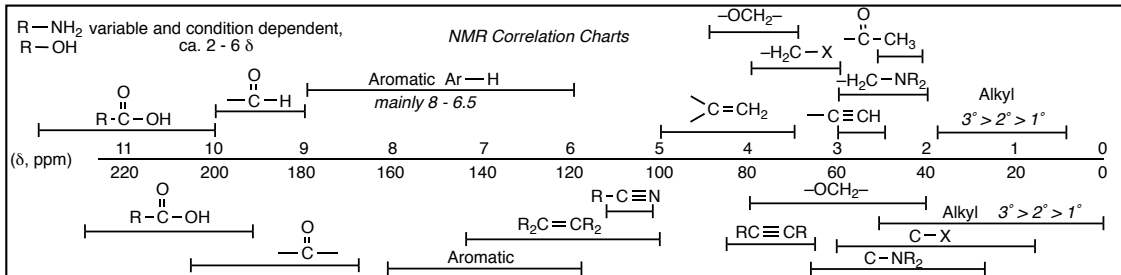 R—NH₂ variable and condition dependent,
R—OH ca. 2 - 6 δ
NMR Correlation Charts
–OCH₂–
O
–C–CH₃
–H₂C–X
O
–C–H
Aromatic Ar—H
mainly 8 - 6.5
–H₂C–NR₂
O
R–C–OH
=CH₂
–C≡CH
Alkyl
3° > 2° > 1°
(δ, ppm)
11 10 9 8 7 6 5 4 3 2 1 0
220 200 180 160 140 120 100 80 60 40 20 0
O
R–C–OH
R–C≡N
–OCH₂–
R₂C=CR₂
Alkyl 3° > 2° > 1°
O
–C–
RC≡CR
C–X
Aromatic
C–NR₂